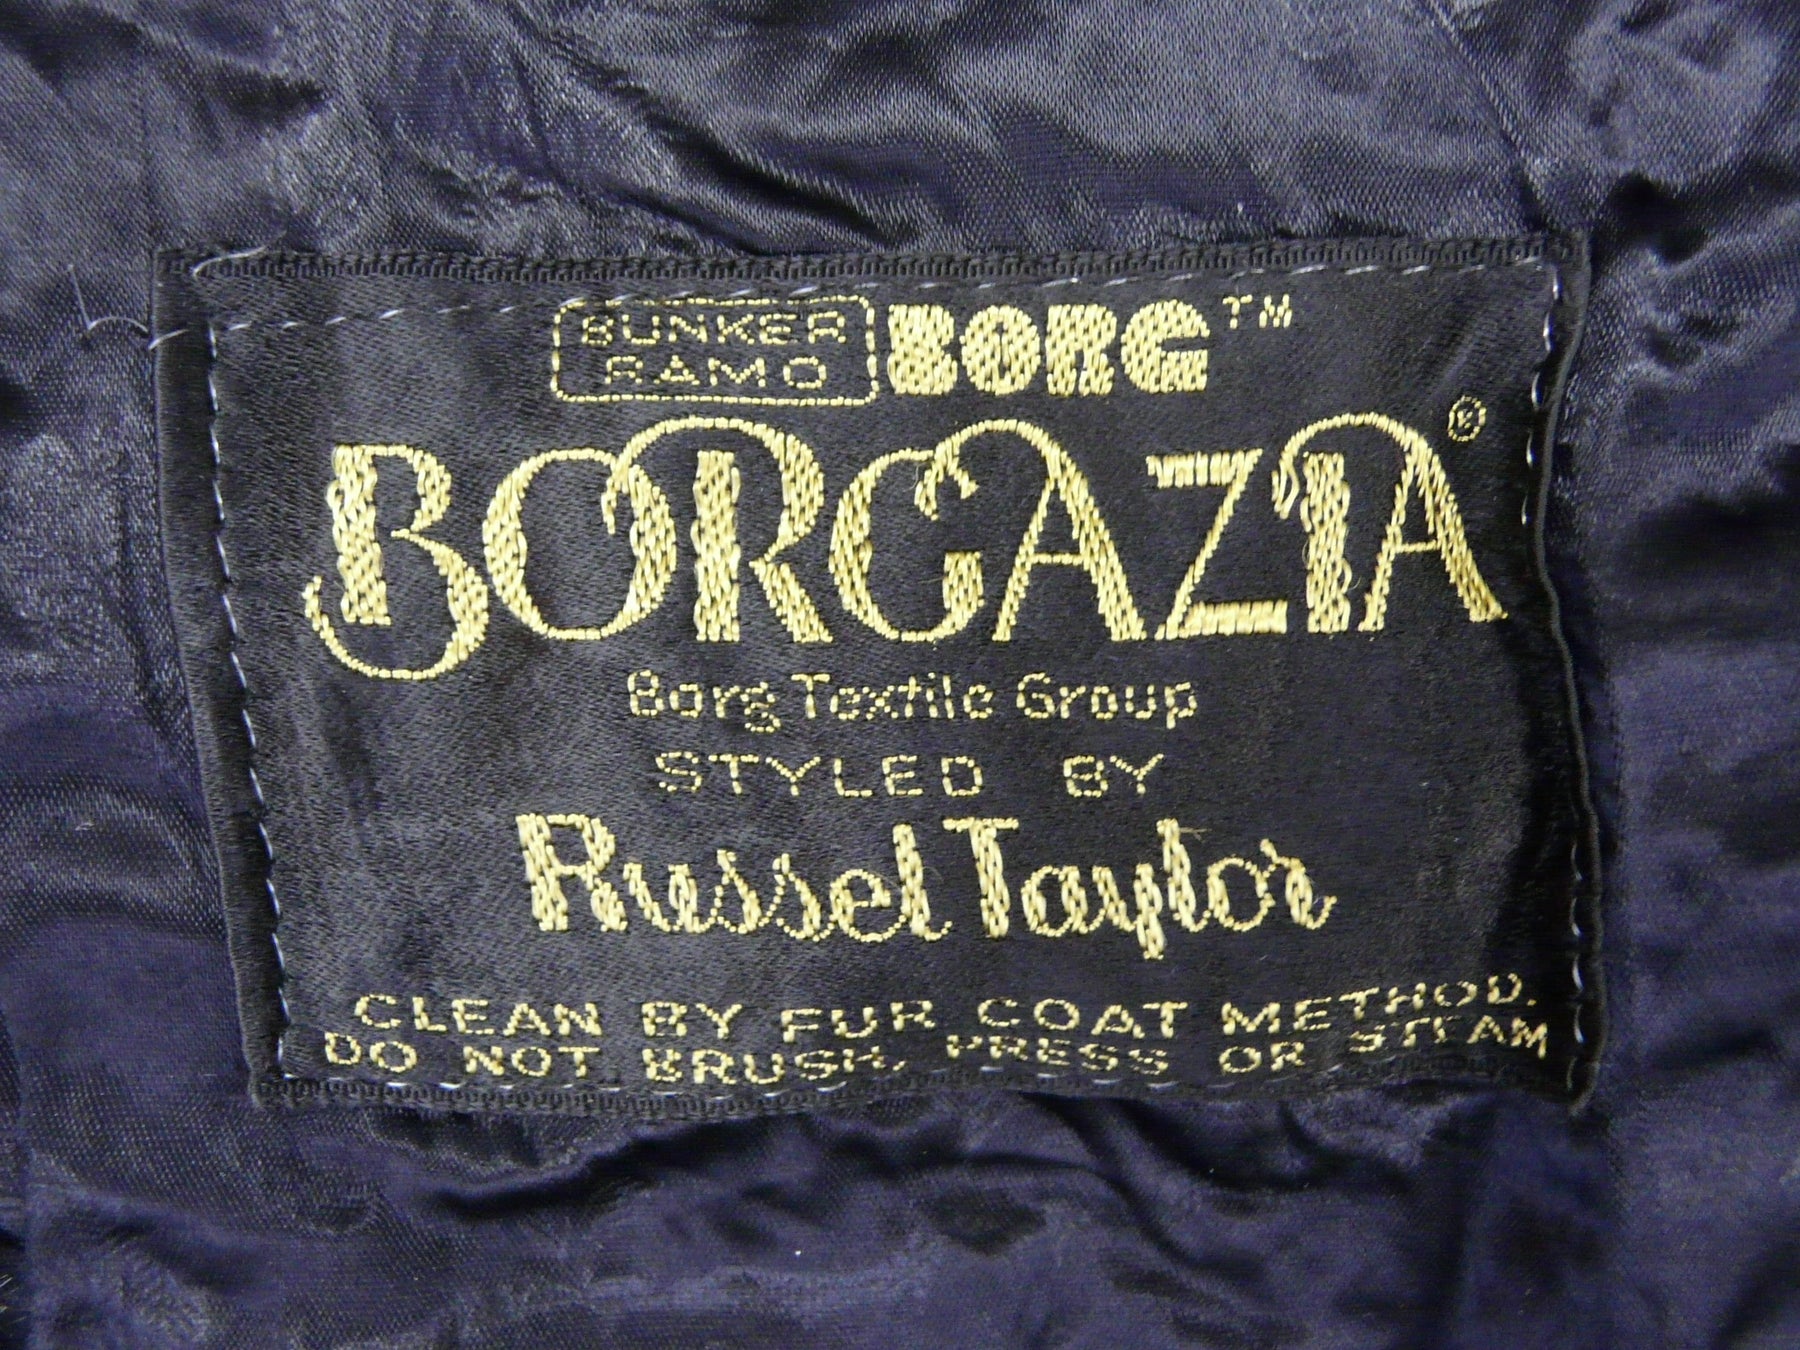 BUNKER
RAMO
BORG™
BORGAZIA®
Borg Textile Group
STYLED BY
Russel Taylor
CLEAN BY FUR COAT METHOD.
DO NOT BRUSH, PRESS OR STEAM